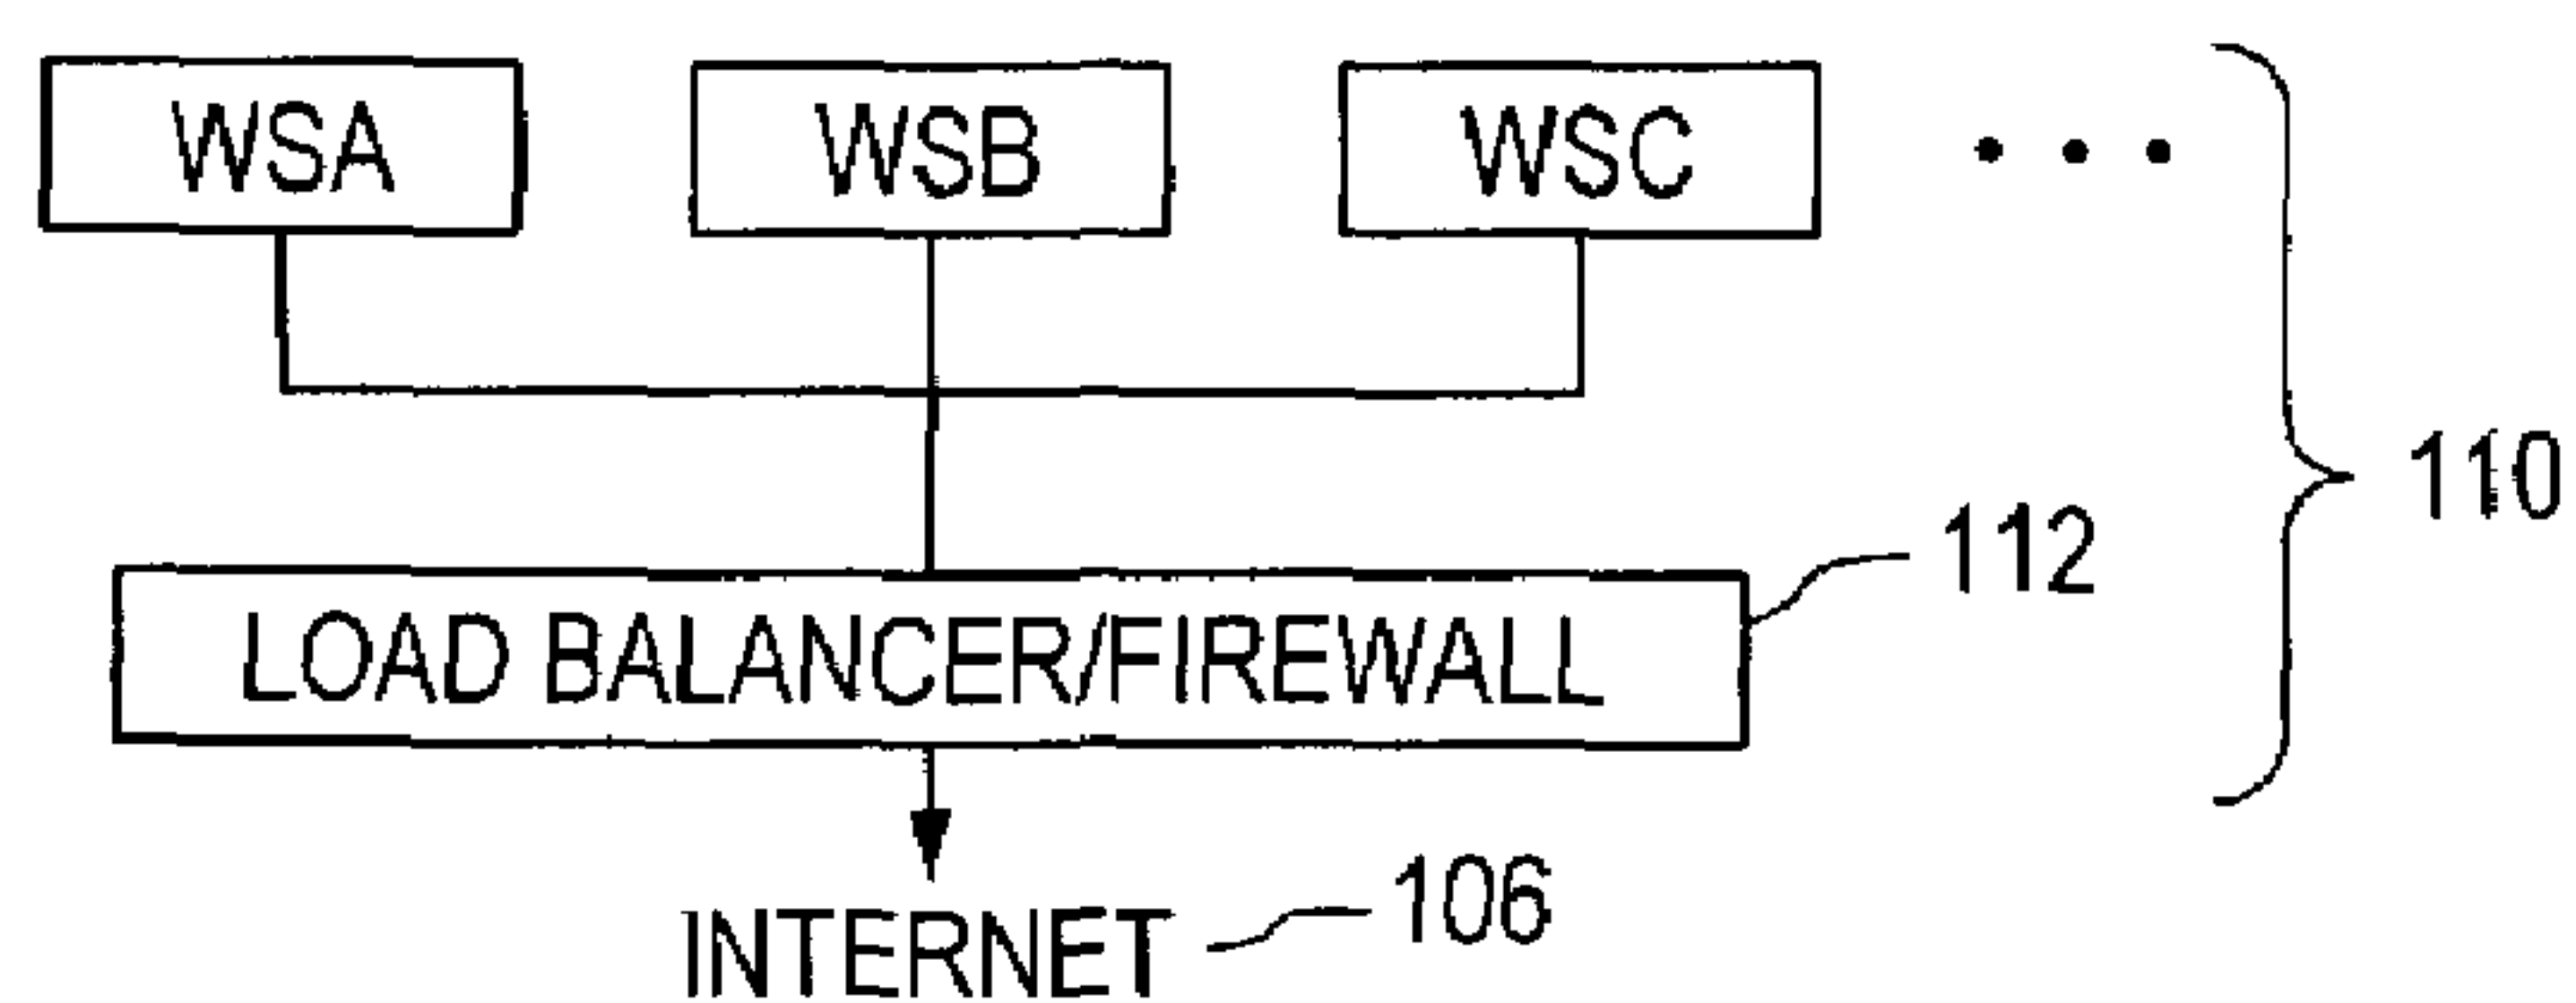 WSA WSB WSC • • •
110
112
LOAD BALANCER/FIREWALL
106
INTERNET